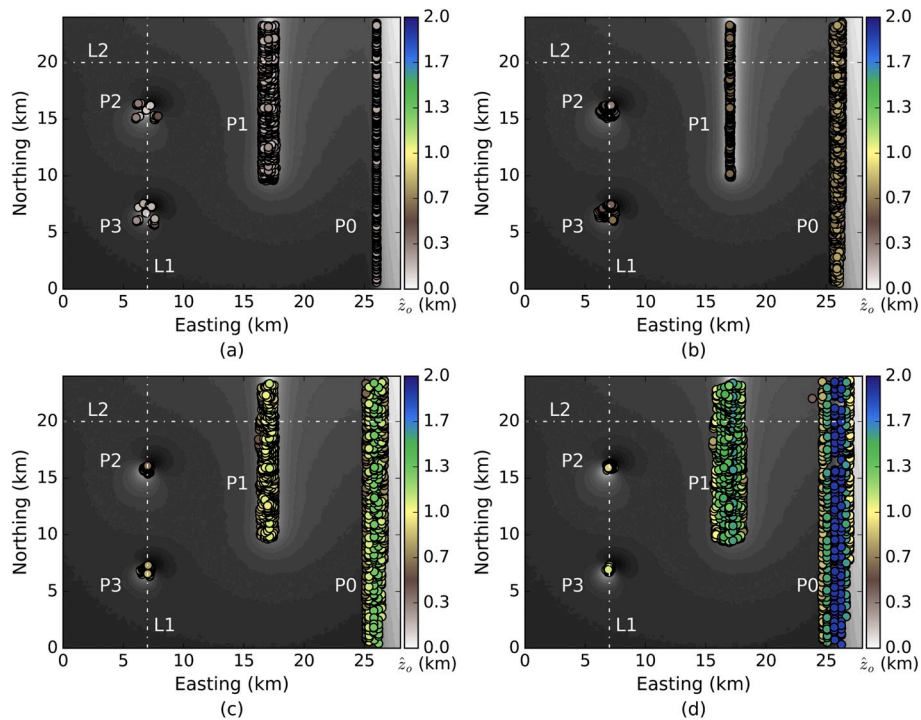 L2
P2
P1
P3
P0
L1
0
5
10
15
20
0 5 10 15 20 25
Northing (km)
Easting (km)
2.0
1.7
1.3
1.0
0.7
0.3
0.0
ẑo (km)
(a)
L2
P2
P1
P3
P0
L1
20
15
10
5
0
0 5 10 15 20 25
Northing (km)
Easting (km)
2.0
1.7
1.3
1.0
0.7
0.3
0.0
ẑo (km)
(b)
L2
P2
P1
P3
P0
L1
20
15
10
5
0
0 5 10 15 20 25
Northing (km)
Easting (km)
2.0
1.7
1.3
1.0
0.7
0.3
0.0
ẑo (km)
(c)
L2
P2
P1
P3
P0
L1
20
15
10
5
0
0 5 10 15 20 25
Northing (km)
Easting (km)
2.0
1.7
1.3
1.0
0.7
0.3
0.0
ẑo (km)
(d)